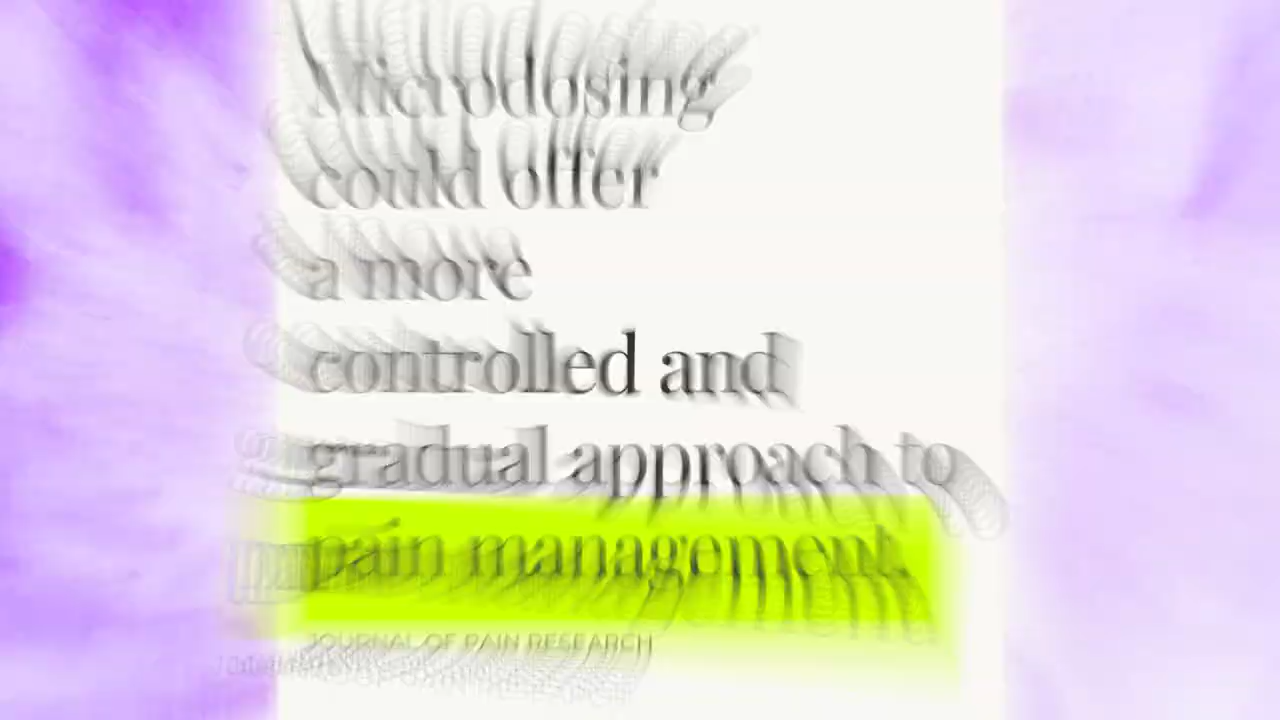 Microdosing
could offer
a more
controlled and
gradual approach to
pain management.
JOURNAL OF PAIN RESEARCH